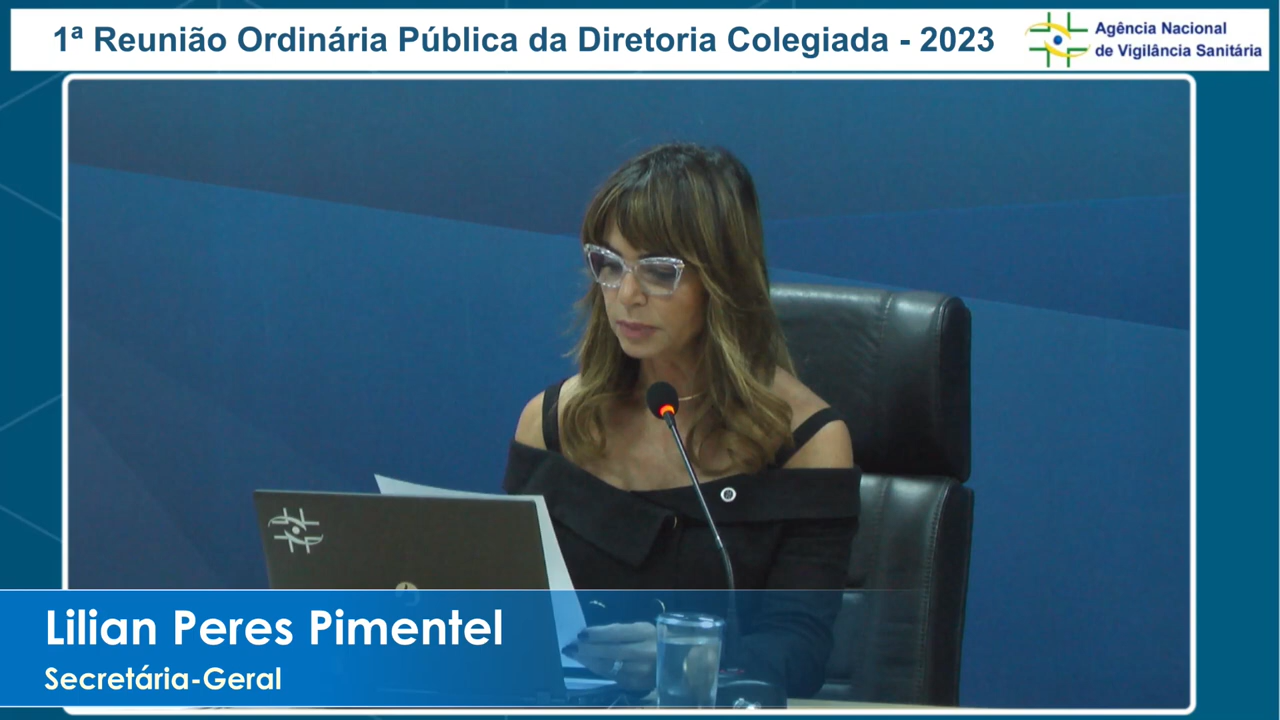 1ª Reunião Ordinária Pública da Diretoria Colegiada - 2023
Agência Nacional
de Vigilância Sanitária
Lilian Peres Pimentel
Secretária-Geral